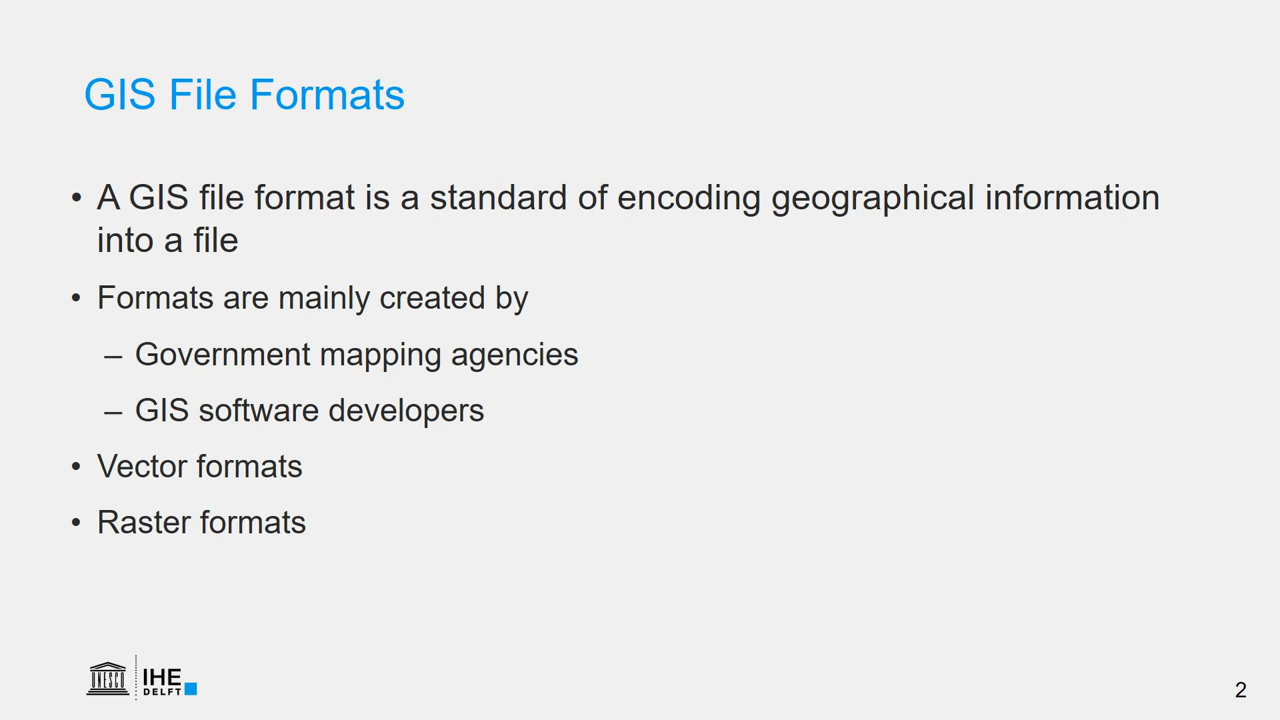 GIS File Formats
• A GIS file format is a standard of encoding geographical information
into a file
• Formats are mainly created by
– Government mapping agencies
– GIS software developers
• Vector formats
• Raster formats
UNESCO
IHE
DELFT
2